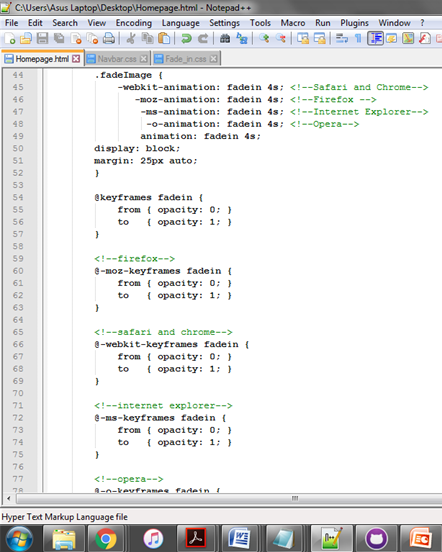 C:\Users\Asus Laptop\Desktop\Homepage.html - Notepad++
File Edit Search View Encoding Language Settings Tools Macro Run Plugins Window ?
Homepage.html Navbar.css Fade_in.css
44 .fadeImage {
45 -webkit-animation: fadein 4s; <!--Safari and Chrome-->
46 -moz-animation: fadein 4s; <!--Firefox -->
47 -ms-animation: fadein 4s; <!--Internet Explorer-->
48 -o-animation: fadein 4s; <!--Opera-->
49 animation: fadein 4s;
50 display: block;
51 margin: 25px auto;
52 }
53
54 @keyframes fadein {
55 from { opacity: 0; }
56 to { opacity: 1; }
57 }
58
59 <!--firefox-->
60 @-moz-keyframes fadein {
61 from { opacity: 0; }
62 to { opacity: 1; }
63 }
64
65 <!--safari and chrome-->
66 @-webkit-keyframes fadein {
67 from { opacity: 0; }
68 to { opacity: 1; }
69 }
70
71 <!--internet explorer-->
72 @-ms-keyframes fadein {
73 from { opacity: 0; }
74 to { opacity: 1; }
75 }
76
77 <!--opera-->
78 @-o-keyframes fadein {
Hyper Text Markup Language file